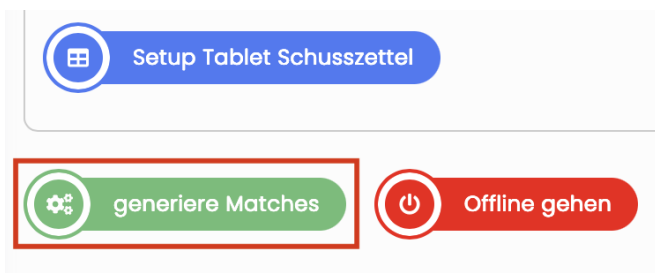 Setup Tablet Schusszettel
generiere Matches
Offline gehen